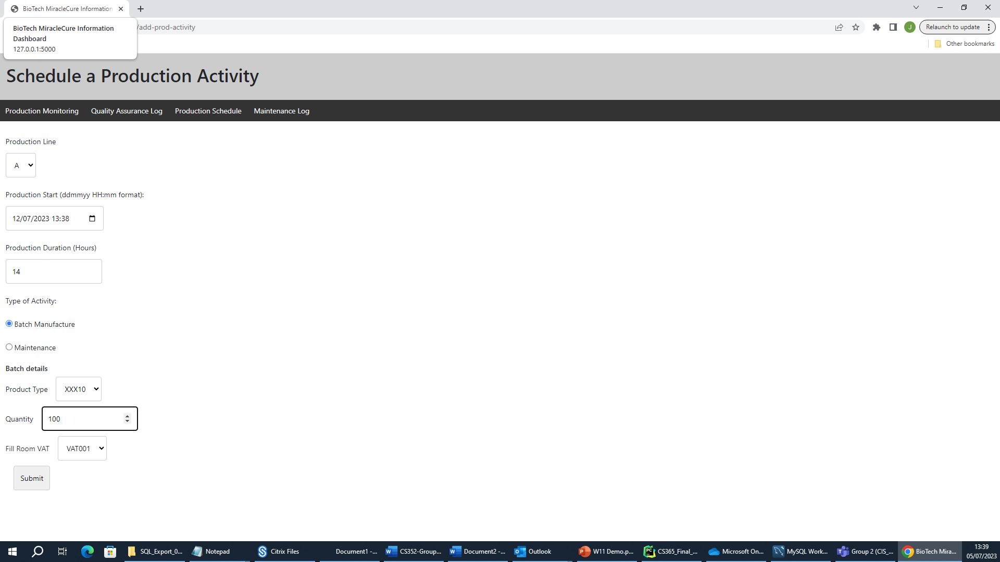 BioTech MiracleCure Information
BioTech MiracleCure Information
Dashboard
127.0.0.1:5000
/add-prod-activity
J
Relaunch to update
Other bookmarks
Schedule a Production Activity
Production Monitoring
Quality Assurance Log
Production Schedule
Maintenance Log
Production Line
A
Production Start (ddmmyy HH:mm format):
12/07/2023 13:38
Production Duration (Hours)
14
Type of Activity:
Batch Manufacture
Maintenance
Batch details
Product Type XXX10
Quantity 100
Fill Room VAT VAT001
Submit
SQL_Export_0...
Notepad
Citrix Files
Document1 -...
CS352-Group...
Document2 -...
Outlook
W11 Demo.p...
CS365_Final_...
Microsoft On...
MySQL Work...
Group 2 (CIS_...
BioTech Mira...
13:39
05/07/2023